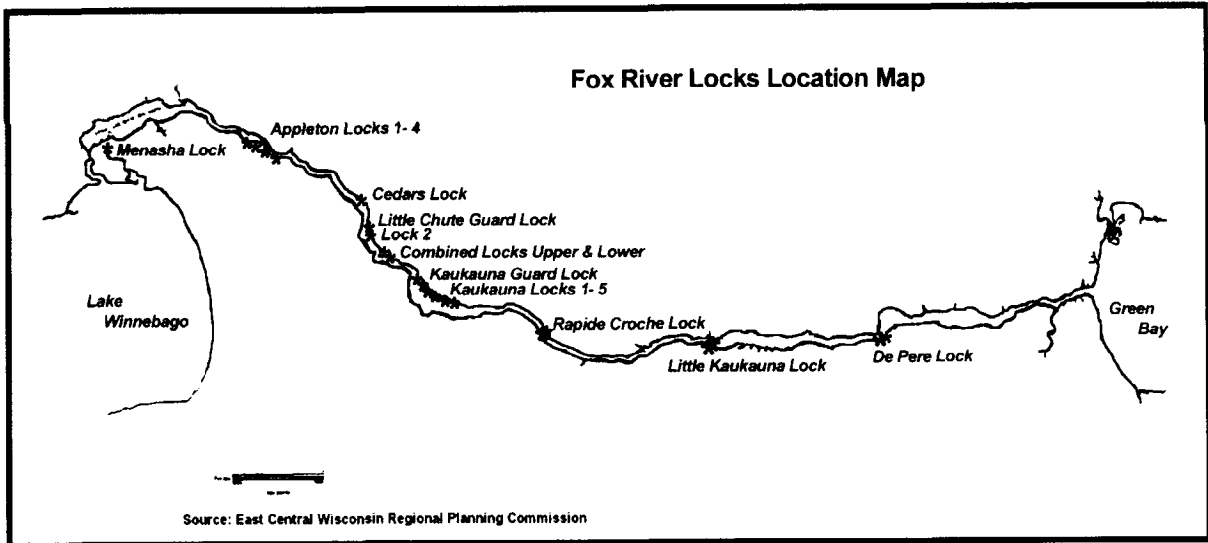 Fox River Locks Location Map
Appleton Locks 1- 4
Menasha Lock
Cedars Lock
Little Chute Guard Lock
Lock 2
Combined Locks Upper & Lower
Kaukauna Guard Lock
Kaukauna Locks 1- 5
Lake
Winnebago
Rapide Croche Lock
Little Kaukauna Lock
De Pere Lock
Green
Bay
Source: East Central Wisconsin Regional Planning Commission